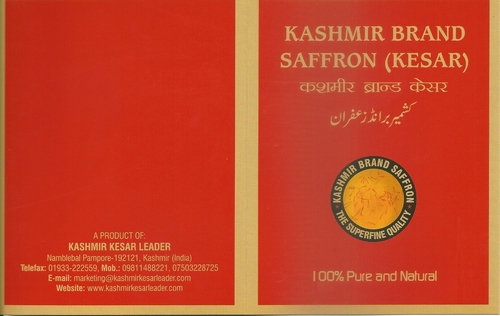 KASHMIR BRAND
SAFFRON (KESAR)
कशमीर ब्रान्ड केसर
کشمیر برانڈ زعفران
KASHMIR BRAND SAFFRON
THE SUPERFINE QUALITY
100% Pure and Natural
A PRODUCT OF:
KASHMIR KESAR LEADER
Namblebal Pampore-192121, Kashmir (India)
Telefax: 01933-222559, Mob.: 09811488221, 07503228725
E-mail: marketing@kashmirkesarleader.com
Website: www.kashmirkesarleader.com